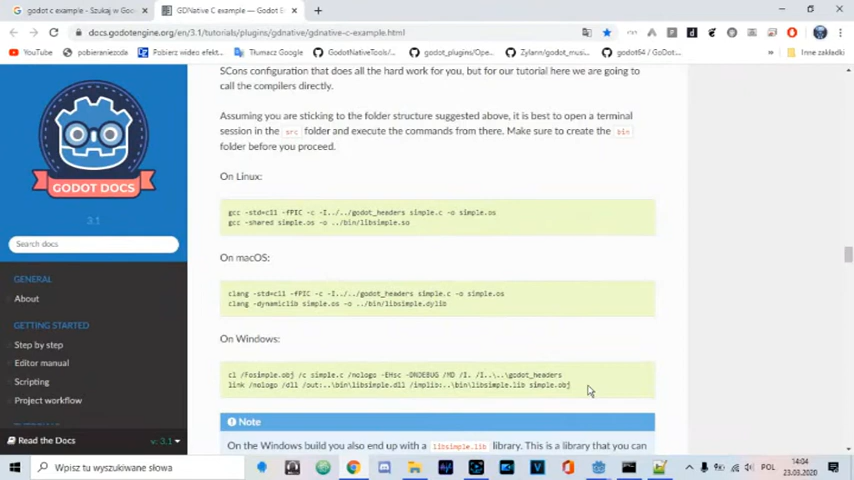 godot c example - Szukaj w Goo
GDNative C example — Godot E
docs.godotengine.org/en/3.1/tutorials/plugins/gdnative/gdnative-c-example.html
YouTube
pobieraniezoda
Pobierz video efekt...
Tłumacz Google
GodotNativeTools/...
godot_plugins/Ope...
Zylann/godot_musi...
godot64 / GoDot...
Inne zakładki
SCons configuration that does all the hard work for you, but for our tutorial here we are going to
call the compilers directly.
Assuming you are sticking to the folder structure suggested above, it is best to open a terminal
session in the src folder and execute the commands from there. Make sure to create the bin
folder before you proceed.
On Linux:
gcc -std=c11 -fPIC -c -I../../godot_headers simple.c -o simple.os
gcc -shared simple.os -o ../bin/libsimple.so
On macOS:
clang -std=c11 -fPIC -c -I../../godot_headers simple.c -o simple.os
clang -dynamiclib simple.os -o ../bin/libsimple.dylib
On Windows:
cl /Fosimple.obj /c simple.c /nologo -EHsc -DNDEBUG /MD /I. /I..\..\godot_headers
link /nologo /dll /out:..\bin\libsimple.dll /implib:..\bin\libsimple.lib simple.obj
Note
On the Windows build you also end up with a libsimple.lib library. This is a library that you can
GODOT DOCS
3.1
Search docs
GENERAL
About
GETTING STARTED
Step by step
Editor manual
Scripting
Project workflow
Read the Docs
v: 3.1
Wpisz tu wyszukiwane słowa
POL
14:04
23.03.2020